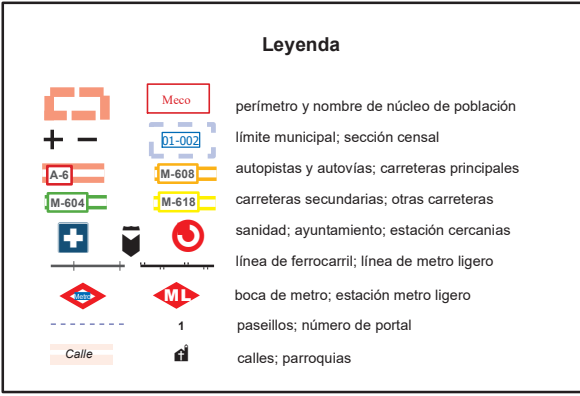 Leyenda
Meco
perímetro y nombre de núcleo de población
01-002
límite municipal; sección censal
A-6
M-608
autopistas y autovías; carreteras principales
M-604
M-618
carreteras secundarias; otras carreteras
sanidad; ayuntamiento; estación cercanias
línea de ferrocarril; línea de metro ligero
Metro
ML
boca de metro; estación metro ligero
1
paseillos; número de portal
Calle
calles; parroquias